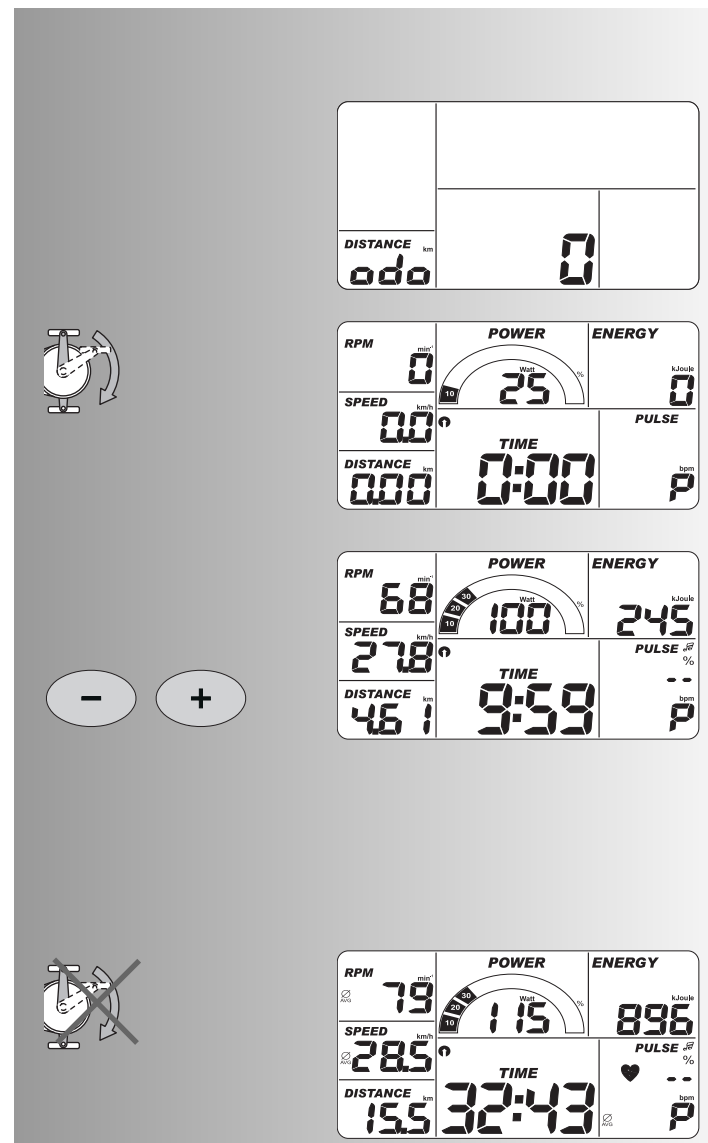 DISTANCE km
odo 0
RPM min⁻¹ 0
POWER Watt 25 % 10
ENERGY kJoule 0
SPEED km/h 0.0
DISTANCE km 0.00
TIME 0:00
PULSE bpm P
RPM min⁻¹ 68
POWER Watt 100 % 10 20 30
ENERGY kJoule 245
SPEED km/h 27.8
DISTANCE km 4.61
TIME 9:59
PULSE % -- bpm P
- +
RPM min⁻¹ Ø AVG 79
POWER Watt 115 % 10 20 30
ENERGY kJoule 896
SPEED km/h Ø AVG 28.5
DISTANCE km 15.5
TIME 32:43
PULSE % -- Ø AVG bpm P